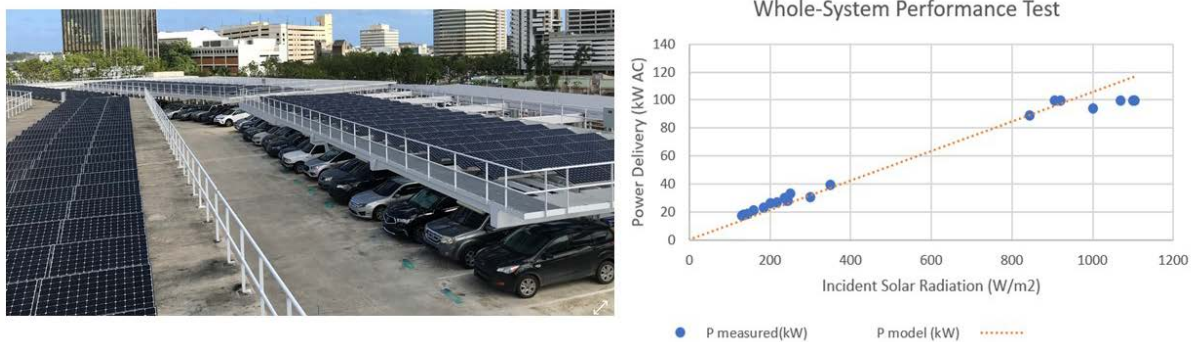 Whole-System Performance Test
Power Delivery (kW AC)
140
120
100
80
60
40
20
0
0 200 400 600 800 1000 1200
Incident Solar Radiation (W/m2)
P measured(kW) P model (kW)